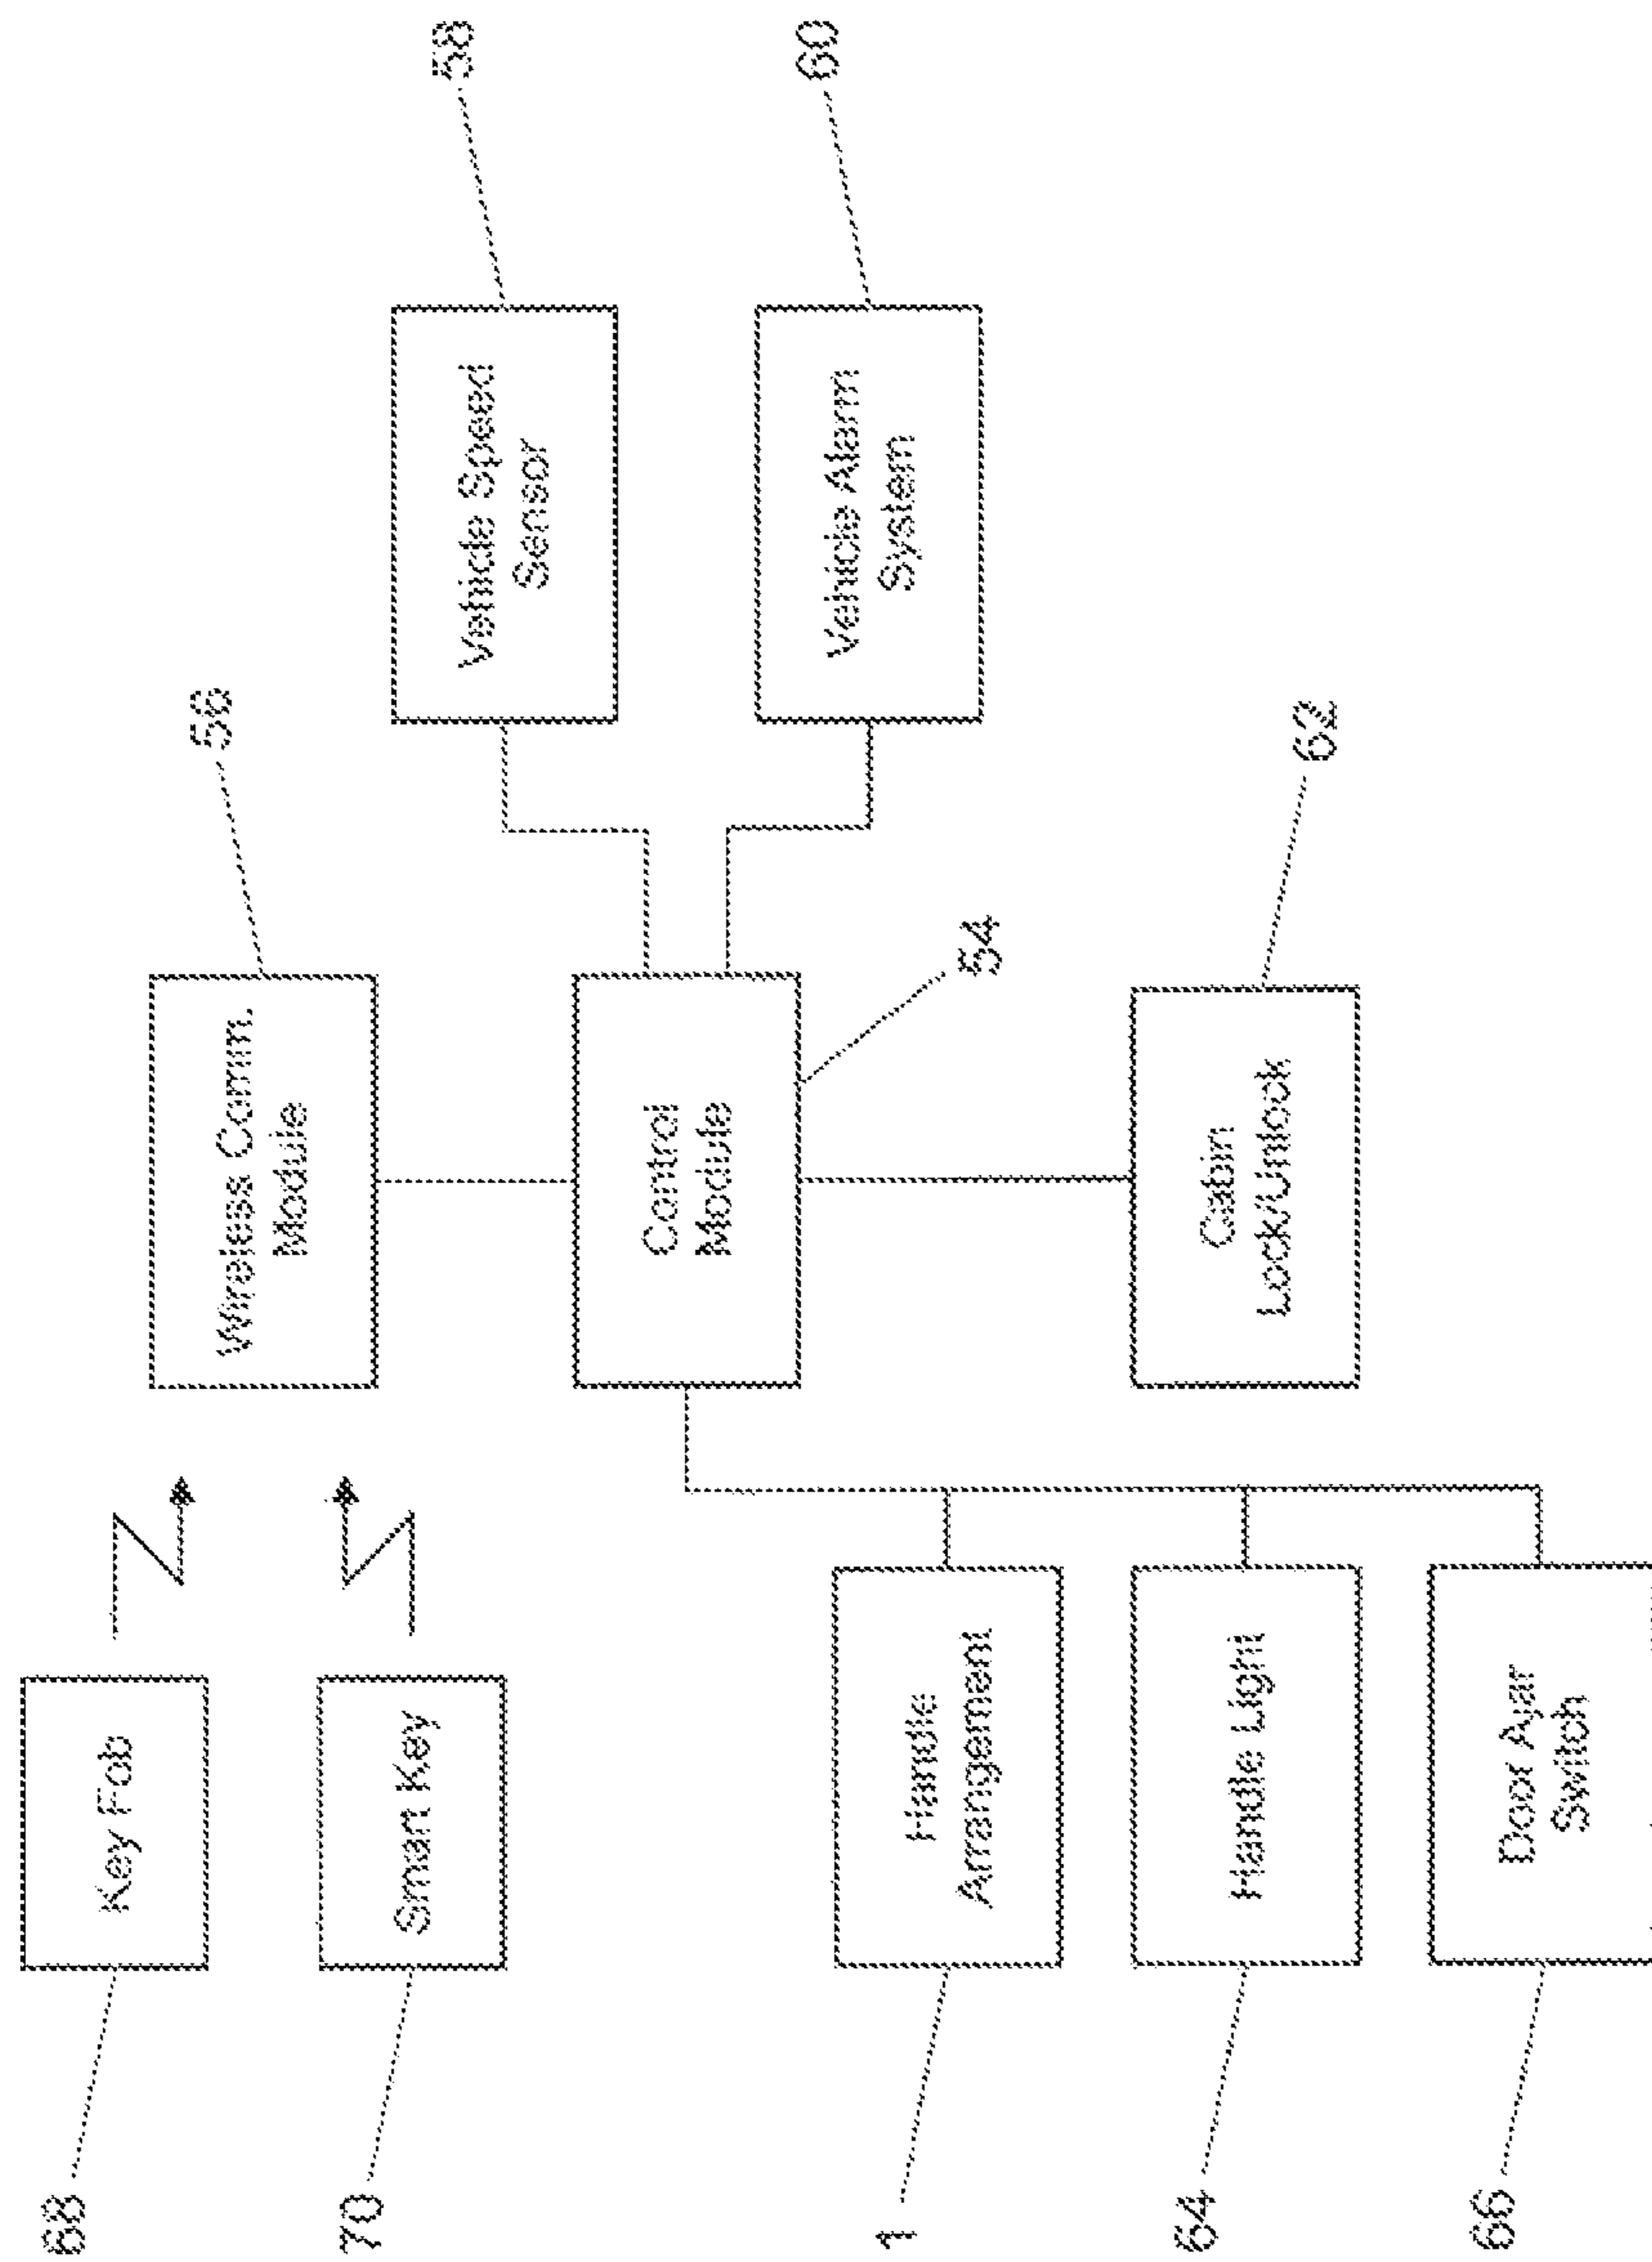 68
Key Fob
70
Smart Key
56
Wireless Comm.
Module
58
Vehicle Speed
Sensor
60
Vehicle Alarm
System
54
Control
Module
1
Handle
Arrangement
64
Handle Light
66
Door Ajar
Switch
62
Cabin
Lock/Unlock